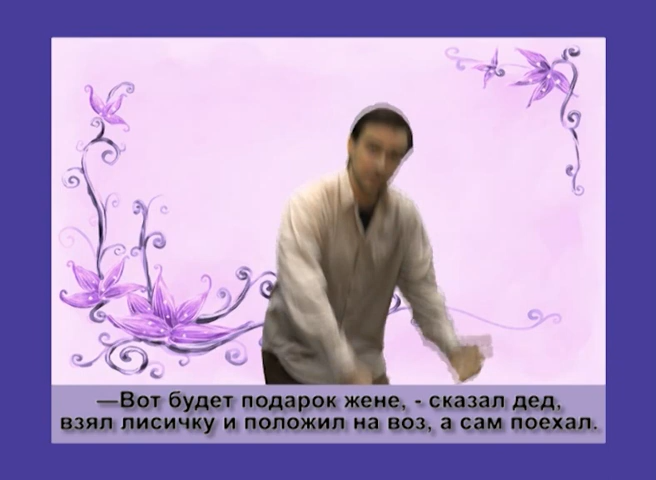 —Вот будет подарок жене, - сказал дед,
взял лисичку и положил на воз, а сам поехал.